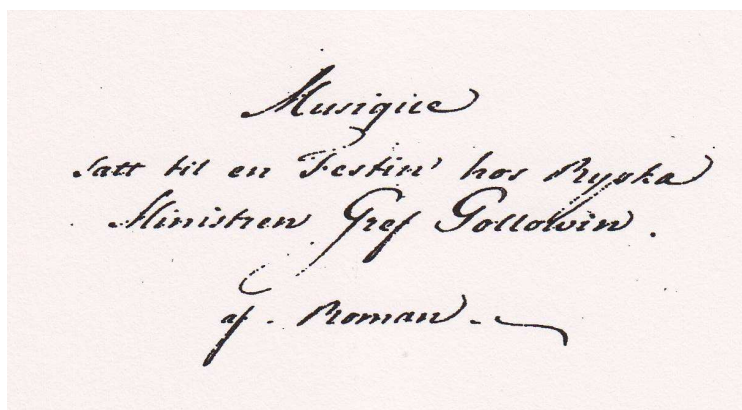 Musique
satt til en Festin hos Ryska
Ministren Gref Gollowin.
af - Roman -